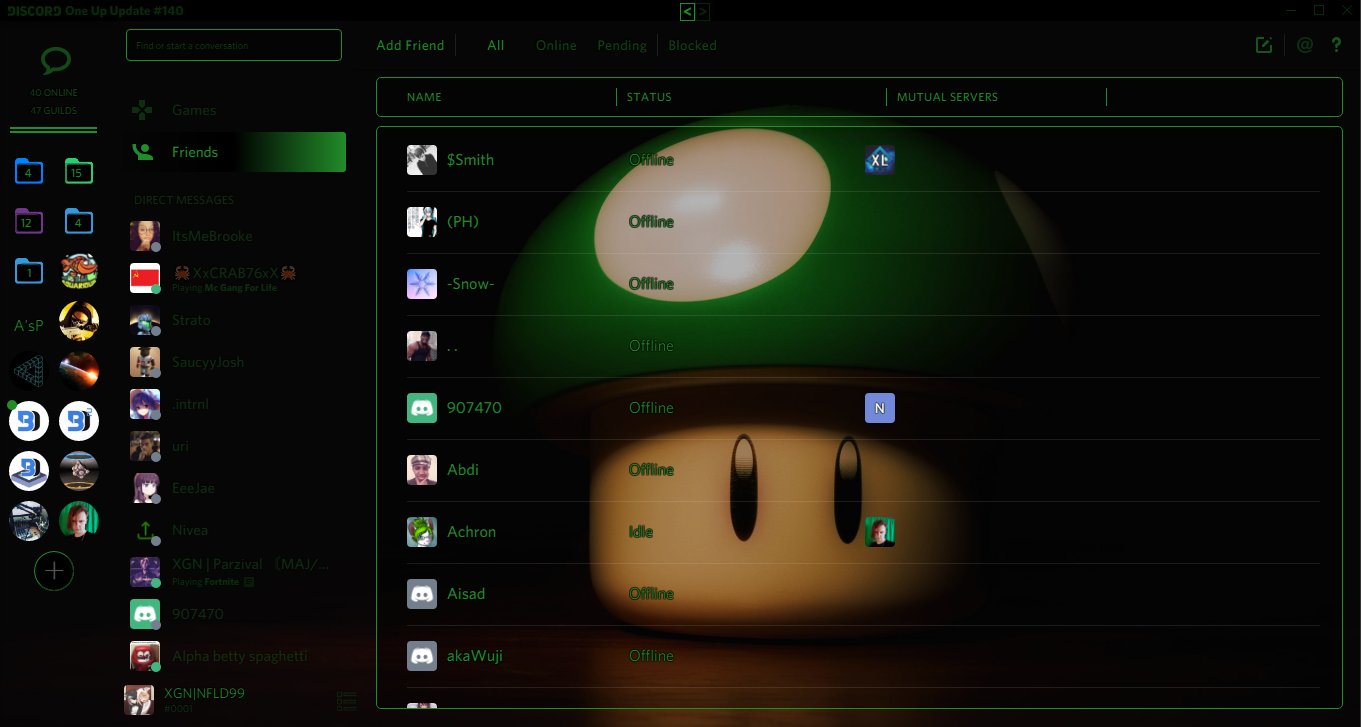 DISCORD One Up Update #140
< >
Find or start a conversation
Add Friend All Online Pending Blocked
@ ?
40 ONLINE
47 GUILDS
Games
Friends
4 15
12 4
1
A'sP
DIRECT MESSAGES
ItsMeBrooke
🦀XxCRAB76xX🦀
Playing Mc Gang For Life
Strato
SaucyyJosh
.intrnl
uri
EeeJae
Nivea
XGN | Parzival 〔MAJ/...
Playing Fortnite
907470
Alpha betty spaghetti
XGN|NFLD99
#0001
NAME STATUS MUTUAL SERVERS
$Smith Offline XL
(PH) Offline
-Snow- Offline
. . Offline
907470 Offline N
Abdi Offline
Achron Idle
Aisad Offline
akaWuji Offline